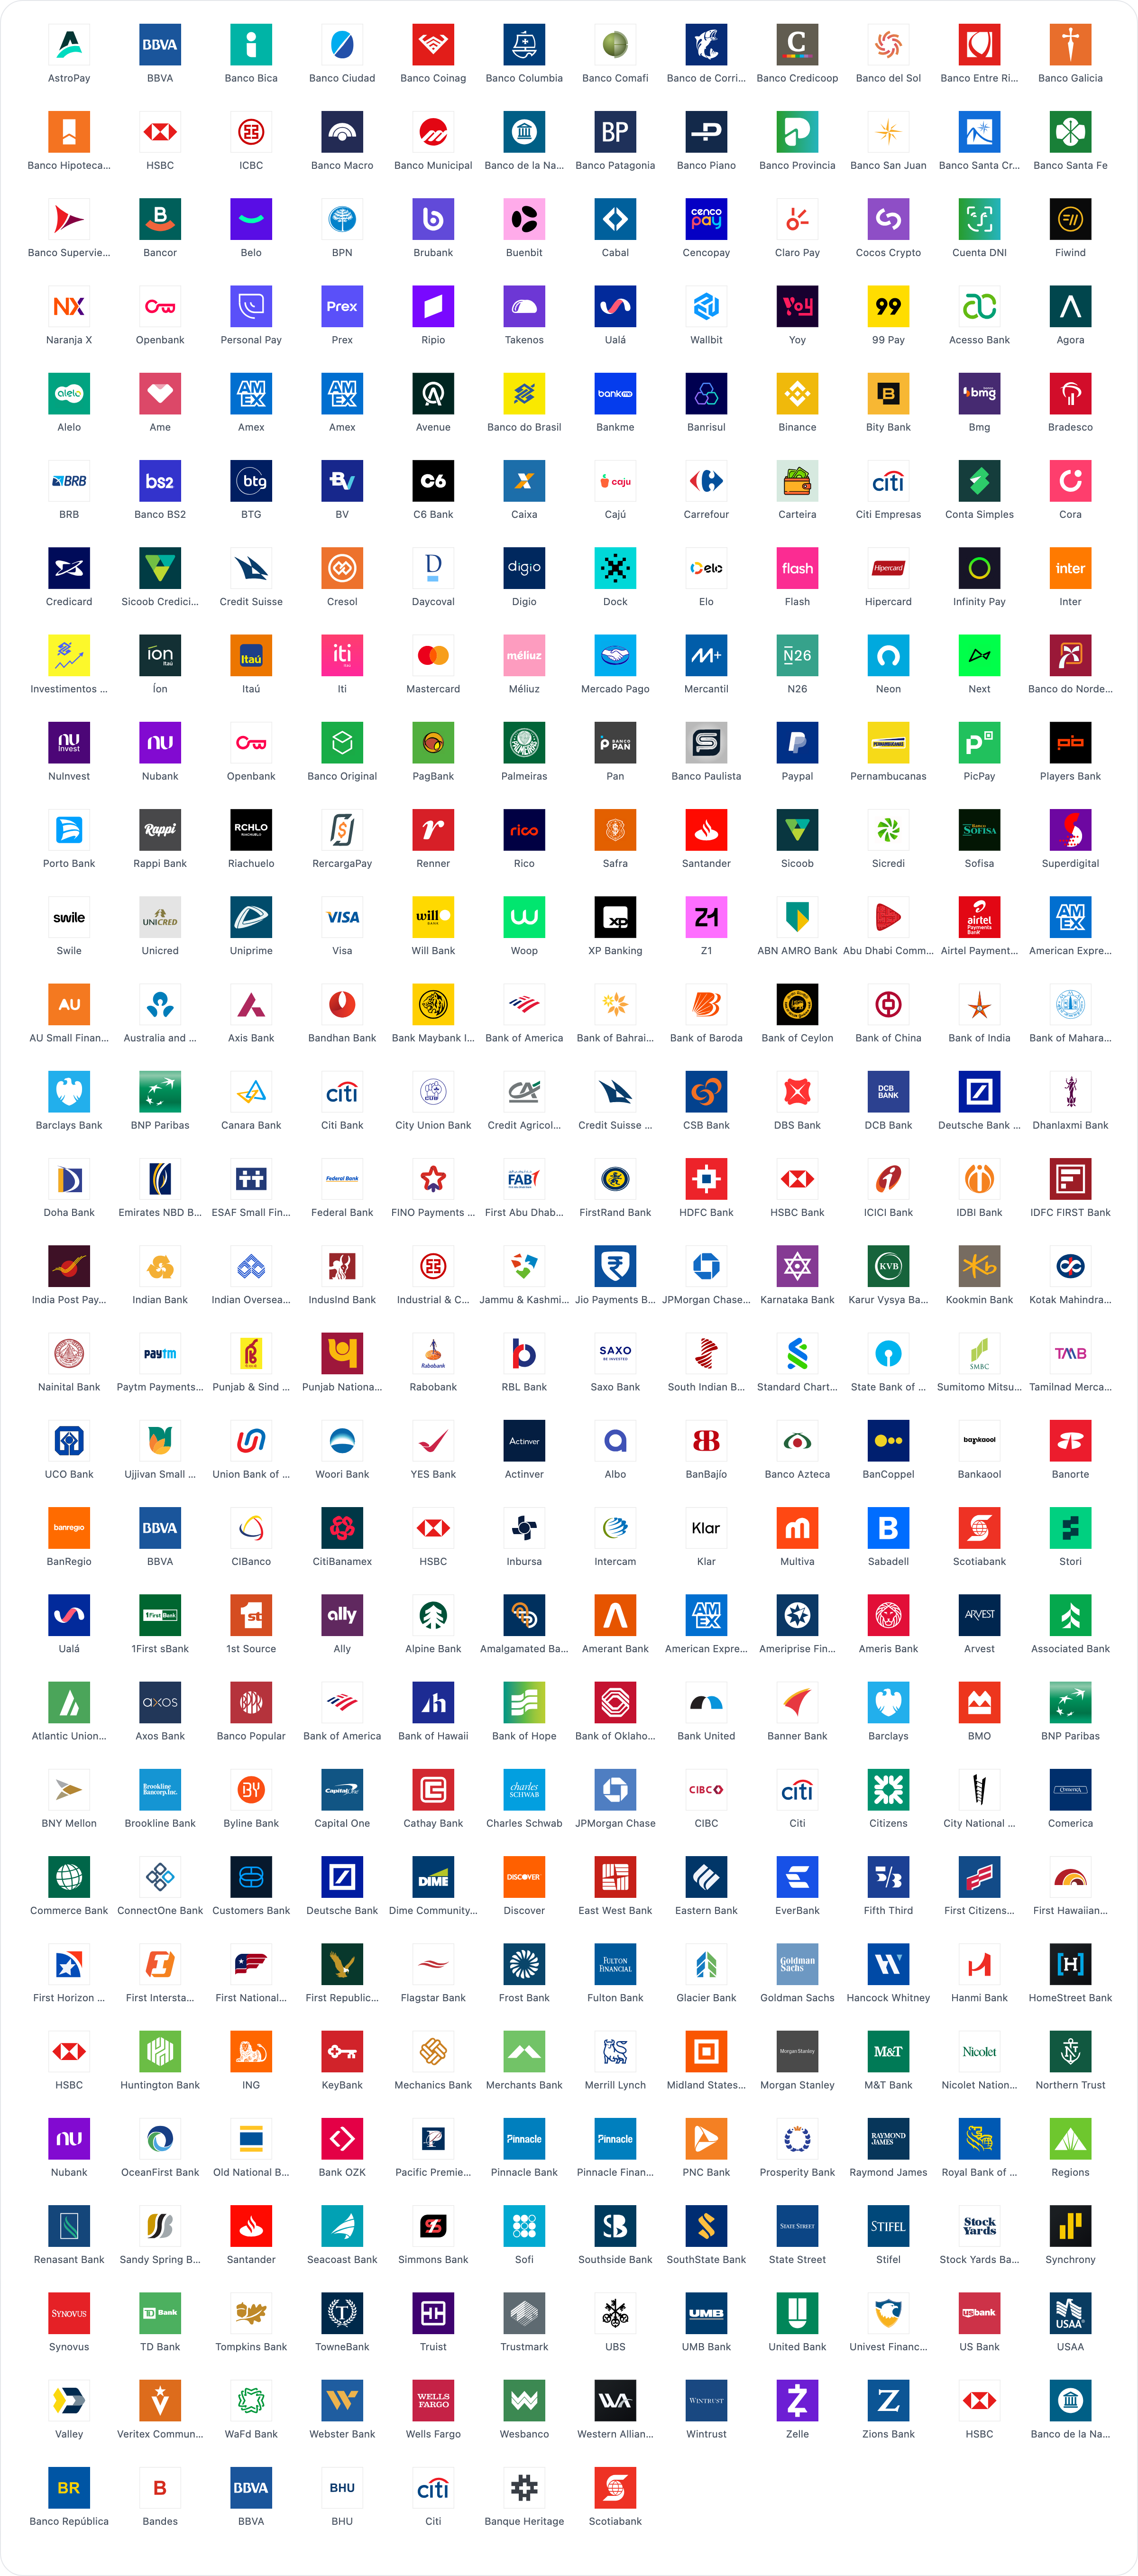 AstroPay BBVA Banco Bica Banco Ciudad Banco Coinag Banco Columbia Banco Comafi Banco de Corri... Banco Credicoop Banco del Sol Banco Entre Ri... Banco Galicia
Banco Hipoteca... HSBC ICBC Banco Macro Banco Municipal Banco de la Na... Banco Patagonia Banco Piano Banco Provincia Banco San Juan Banco Santa Cr... Banco Santa Fe
Banco Supervie... Bancor Belo BPN Brubank Buenbit Cabal Cencopay Claro Pay Cocos Crypto Cuenta DNI Fiwind
Naranja X Openbank Personal Pay Prex Ripio Takenos Ualá Wallbit Yoy 99 Pay Acesso Bank Agora
Alelo Ame Amex Amex Avenue Banco do Brasil Bankme Banrisul Binance Bity Bank Bmg Bradesco
BRB Banco BS2 BTG BV C6 Bank Caixa Cajú Carrefour Carteira Citi Empresas Conta Simples Cora
Credicard Sicoob Credici... Credit Suisse Cresol Daycoval Digio Dock Elo Flash Hipercard Infinity Pay Inter
Investimentos ... Íon Itaú Iti Mastercard Méliuz Mercado Pago Mercantil N26 Neon Next Banco do Norde...
NuInvest Nubank Openbank Banco Original PagBank Palmeiras Pan Banco Paulista Paypal Pernambucanas PicPay Players Bank
Porto Bank Rappi Bank Riachuelo RercargaPay Renner Rico Safra Santander Sicoob Sicredi Sofisa Superdigital
Swile Unicred Uniprime Visa Will Bank Woop XP Banking Z1 ABN AMRO Bank Abu Dhabi Comm... Airtel Payment... American Expre...
AU Small Finan... Australia and ... Axis Bank Bandhan Bank Bank Maybank I... Bank of America Bank of Bahrai... Bank of Baroda Bank of Ceylon Bank of China Bank of India Bank of Mahara...
Barclays Bank BNP Paribas Canara Bank Citi Bank City Union Bank Credit Agricol... Credit Suisse ... CSB Bank DBS Bank DCB Bank Deutsche Bank ... Dhanlaxmi Bank
Doha Bank Emirates NBD B... ESAF Small Fin... Federal Bank FINO Payments ... First Abu Dhab... FirstRand Bank HDFC Bank HSBC Bank ICICI Bank IDBI Bank IDFC FIRST Bank
India Post Pay... Indian Bank Indian Oversea... IndusInd Bank Industrial & C... Jammu & Kashmi... Jio Payments B... JPMorgan Chase... Karnataka Bank Karur Vysya Ba... Kookmin Bank Kotak Mahindra...
Nainital Bank Paytm Payments... Punjab & Sind ... Punjab Nationa... Rabobank RBL Bank Saxo Bank South Indian B... Standard Chart... State Bank of ... Sumitomo Mitsu... Tamilnad Merca...
UCO Bank Ujjivan Small ... Union Bank of ... Woori Bank YES Bank Actinver Albo BanBajío Banco Azteca BanCoppel Bankaool Banorte
BanRegio BBVA CIBanco CitiBanamex HSBC Inbursa Intercam Klar Multiva Sabadell Scotiabank Stori
Ualá 1First sBank 1st Source Ally Alpine Bank Amalgamated Ba... Amerant Bank American Expre... Ameriprise Fin... Ameris Bank Arvest Associated Bank
Atlantic Union... Axos Bank Banco Popular Bank of America Bank of Hawaii Bank of Hope Bank of Oklaho... Bank United Banner Bank Barclays BMO BNP Paribas
BNY Mellon Brookline Bank Byline Bank Capital One Cathay Bank Charles Schwab JPMorgan Chase CIBC Citi Citizens City National ... Comerica
Commerce Bank ConnectOne Bank Customers Bank Deutsche Bank Dime Community... Discover East West Bank Eastern Bank EverBank Fifth Third First Citizens... First Hawaiian...
First Horizon ... First Intersta... First National... First Republic... Flagstar Bank Frost Bank Fulton Bank Glacier Bank Goldman Sachs Hancock Whitney Hanmi Bank HomeStreet Bank
HSBC Huntington Bank ING KeyBank Mechanics Bank Merchants Bank Merrill Lynch Midland States... Morgan Stanley M&T Bank Nicolet Nation... Northern Trust
Nubank OceanFirst Bank Old National B... Bank OZK Pacific Premie... Pinnacle Bank Pinnacle Finan... PNC Bank Prosperity Bank Raymond James Royal Bank of ... Regions
Renasant Bank Sandy Spring B... Santander Seacoast Bank Simmons Bank Sofi Southside Bank SouthState Bank State Street Stifel Stock Yards Ba... Synchrony
Synovus TD Bank Tompkins Bank TowneBank Truist Trustmark UBS UMB Bank United Bank Univest Financ... US Bank USAA
Valley Veritex Commun... WaFd Bank Webster Bank Wells Fargo Wesbanco Western Allian... Wintrust Zelle Zions Bank HSBC Banco de la Na...
Banco República Bandes BBVA BHU Citi Banque Heritage Scotiabank